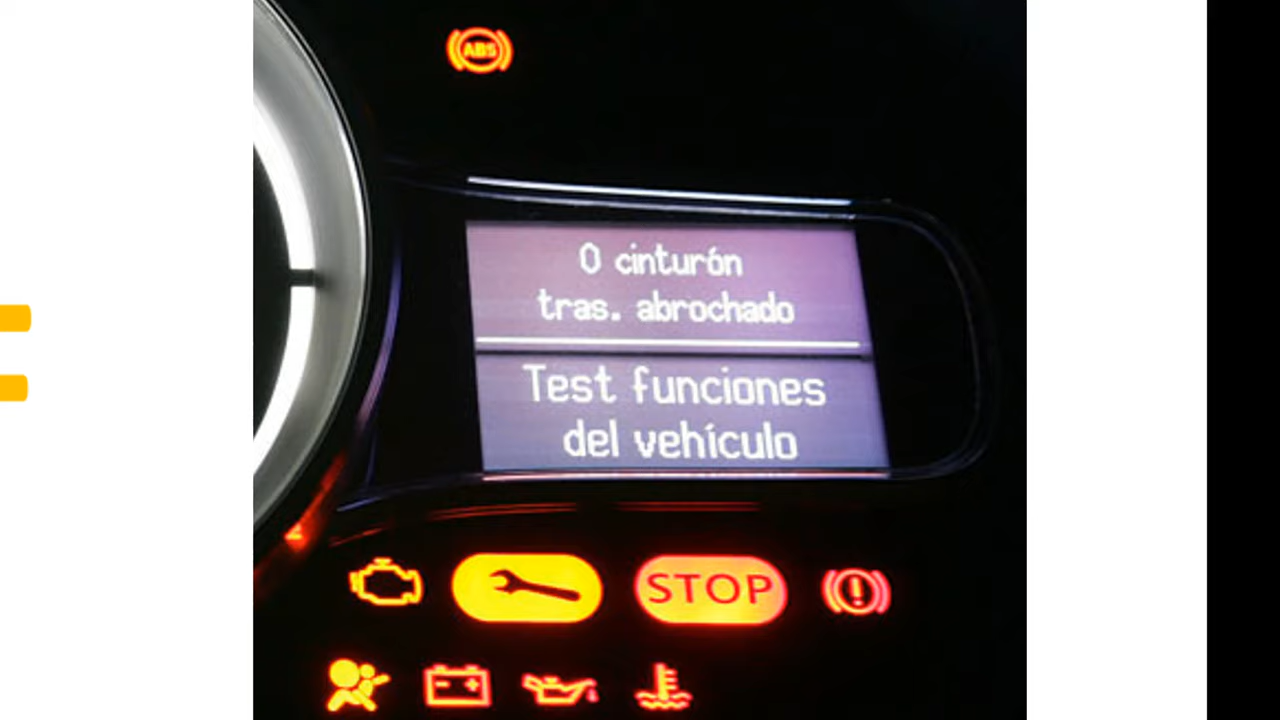 ABS
0 cinturón
tras. abrochado
Test funciones
del vehículo
STOP